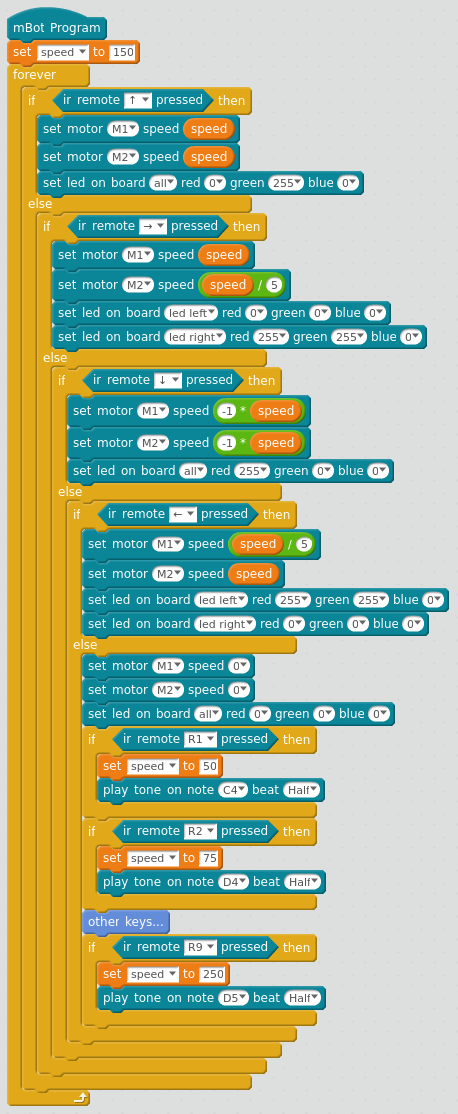 mBot Program
set speed to 150
forever
if ir remote ↑ pressed then
set motor M1 speed speed
set motor M2 speed speed
set led on board all red 0 green 255 blue 0
else
if ir remote → pressed then
set motor M1 speed speed
set motor M2 speed speed / 5
set led on board led left red 0 green 0 blue 0
set led on board led right red 255 green 255 blue 0
else
if ir remote ↓ pressed then
set motor M1 speed -1 * speed
set motor M2 speed -1 * speed
set led on board all red 255 green 0 blue 0
else
if ir remote ← pressed then
set motor M1 speed speed / 5
set motor M2 speed speed
set led on board led left red 255 green 255 blue 0
set led on board led right red 0 green 0 blue 0
else
set motor M1 speed 0
set motor M2 speed 0
set led on board all red 0 green 0 blue 0
if ir remote R1 pressed then
set speed to 50
play tone on note C4 beat Half
if ir remote R2 pressed then
set speed to 75
play tone on note D4 beat Half
other keys...
if ir remote R9 pressed then
set speed to 250
play tone on note D5 beat Half